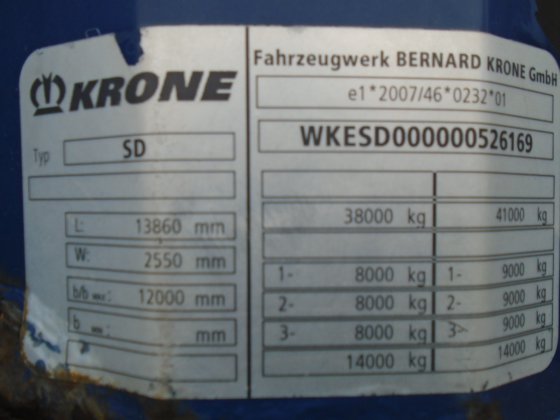 KRONE
Fahrzeugwerk BERNARD KRONE GmbH
e1*2007/46*0232*01
Typ SD
WKESD000000526169
L: 13860 mm
38000 kg 41000 kg
W: 2550 mm
b/b MAX: 12000 mm
1- 8000 kg 1- 9000 kg
b MIN: mm
2- 8000 kg 2- 9000 kg
3- 8000 kg 3- 9000 kg
14000 kg 14000 kg